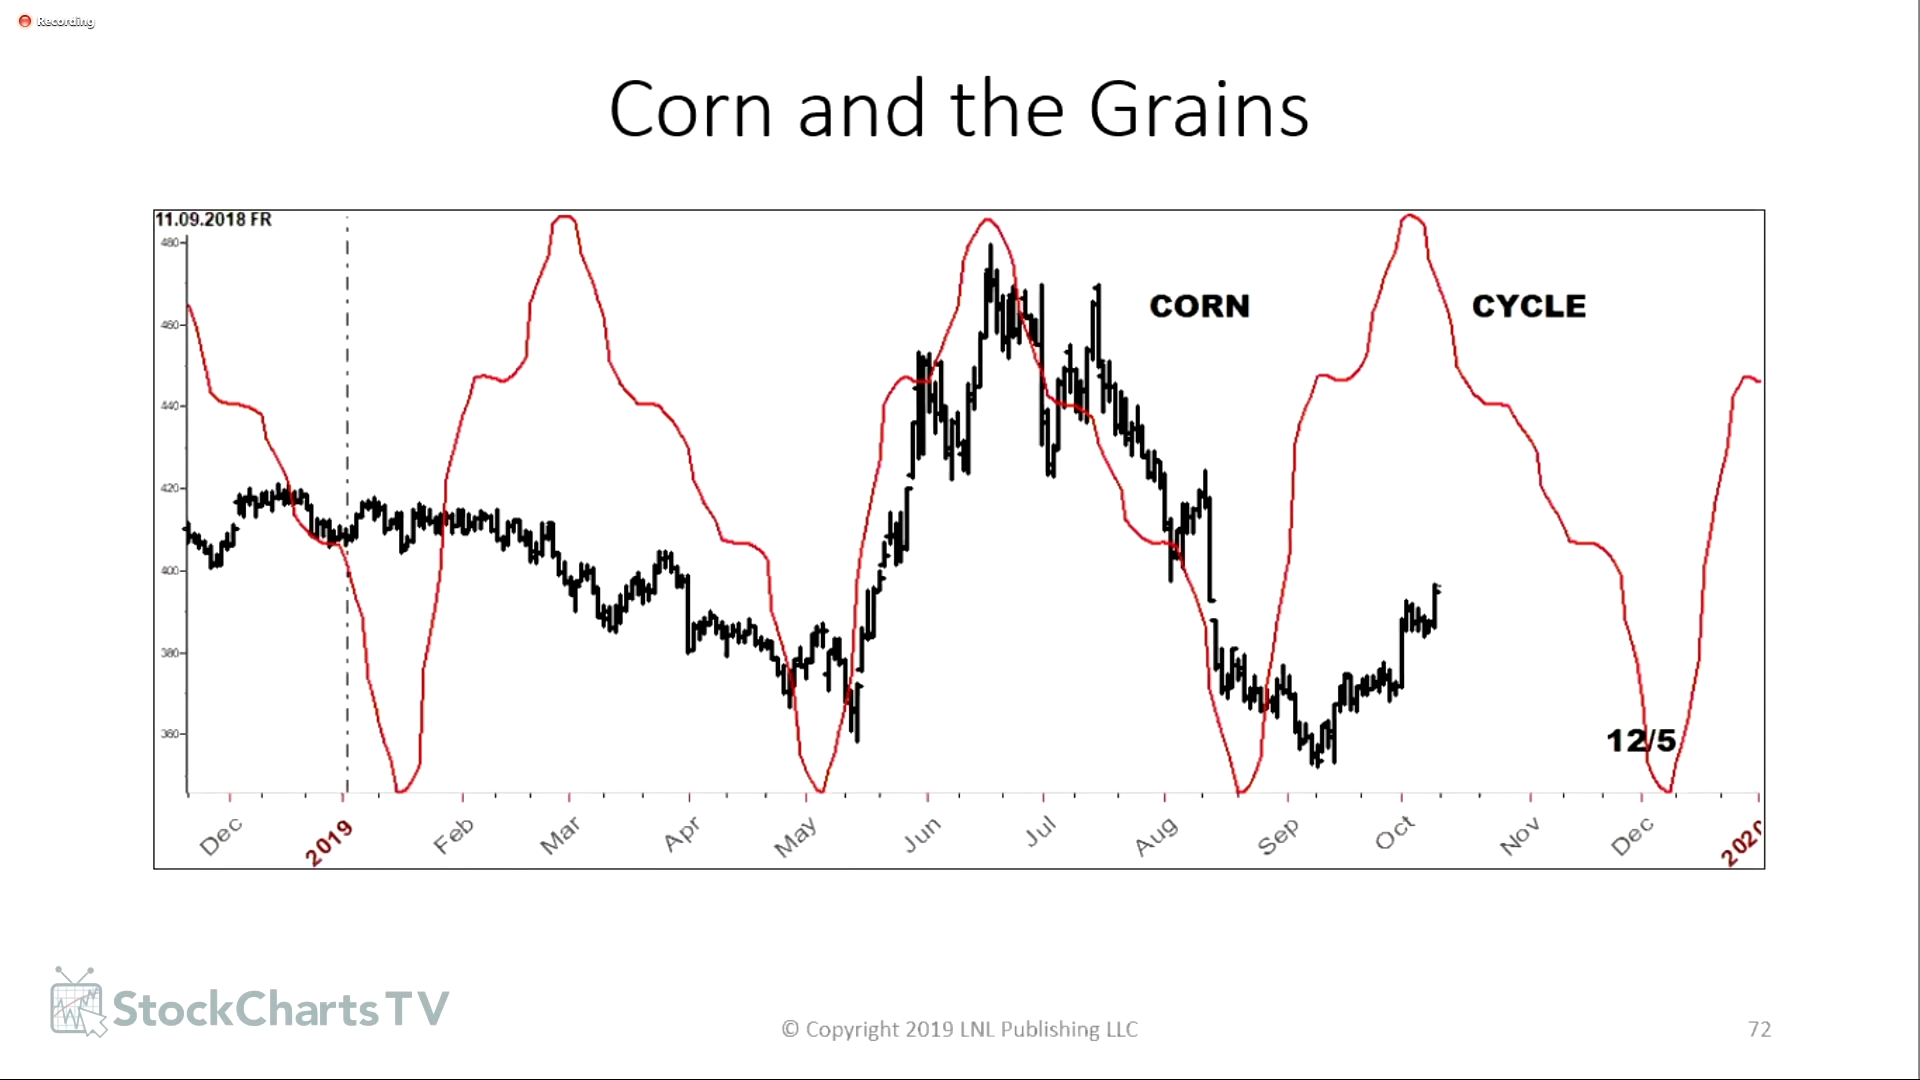 Recording
Corn and the Grains
11.09.2018 FR
480
460
440
420
400
380
360
CORN CYCLE
12/5
Dec 2019 Feb Mar Apr May Jun Jul Aug Sep Oct Nov Dec 2020
StockCharts TV
© Copyright 2019 LNL Publishing LLC
72